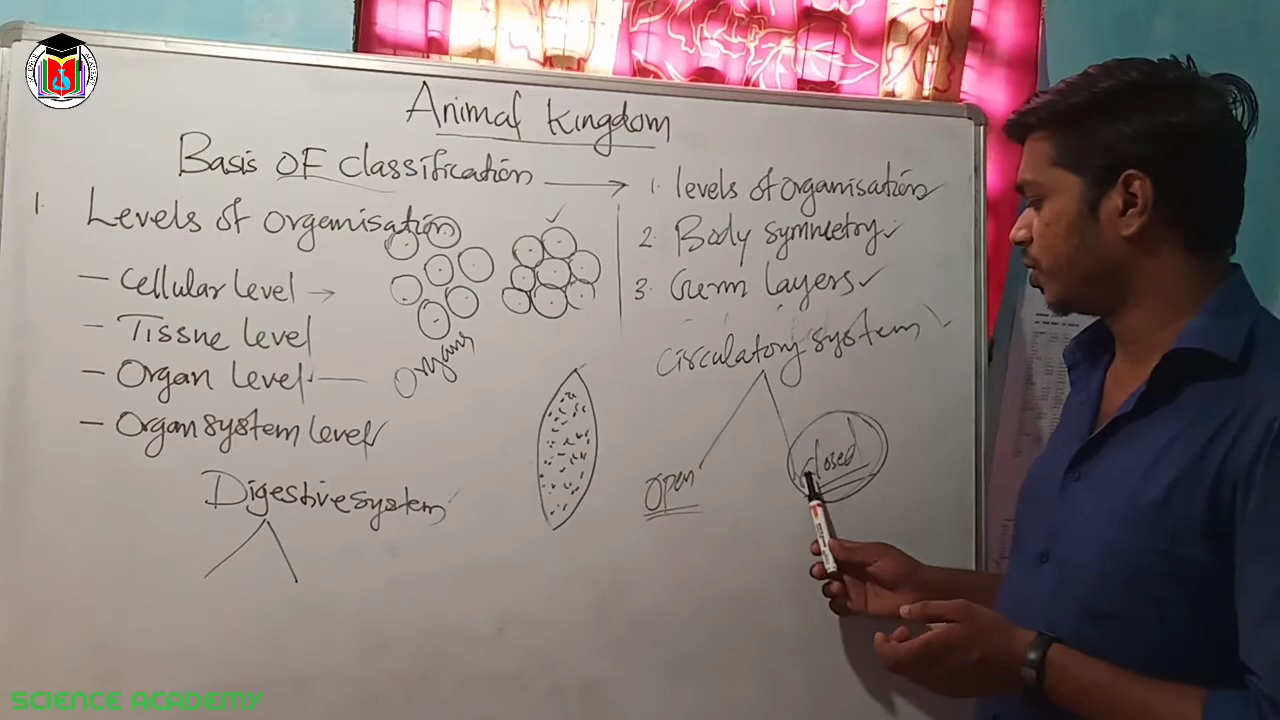 Animal Kingdom
Basis OF classification
1. levels of organisation
2. Body symmetry
3. Germ layers
1. Levels of organisation
- Cellular Level
- Tissue level
- Organ level
Organs
- Organ system level
Digestive system
Circulatory system
Open
closed
SCIENCE ACADEMY